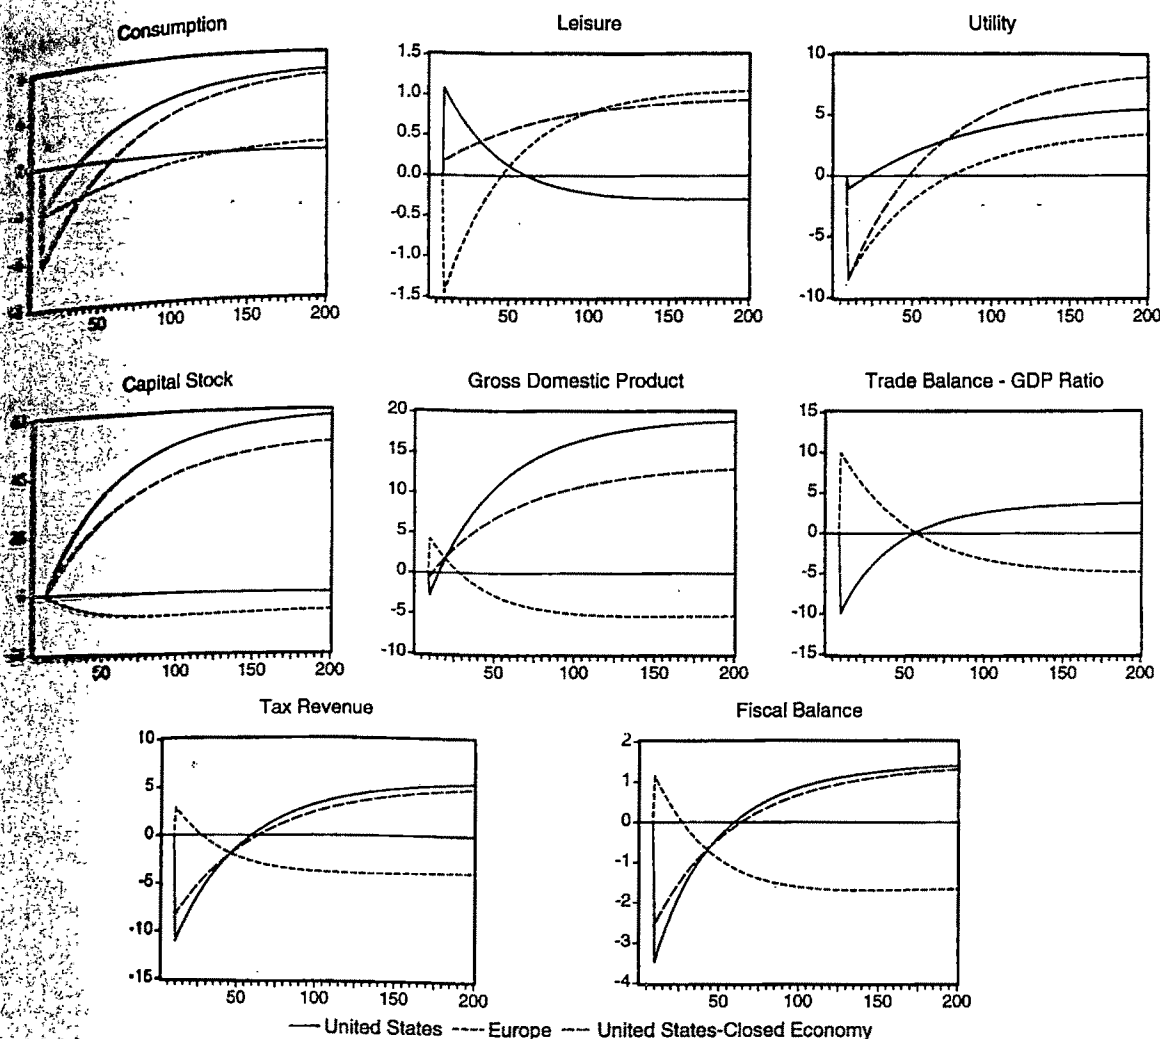 Consumption
Leisure
Utility
50 100 150 200
1.5
1.0
0.5
0.0
-0.5
-1.0
-1.5
50 100 150 200
10
5
0
-5
-10
50 100 150 200
Capital Stock
Gross Domestic Product
Trade Balance - GDP Ratio
50 100 150 200
20
15
10
5
0
-5
-10
50 100 150 200
15
10
5
0
-5
-10
-15
50 100 150 200
Tax Revenue
Fiscal Balance
10
5
0
-5
-10
-15
50 100 150 200
2
1
0
-1
-2
-3
-4
50 100 150 200
United States Europe United States-Closed Economy